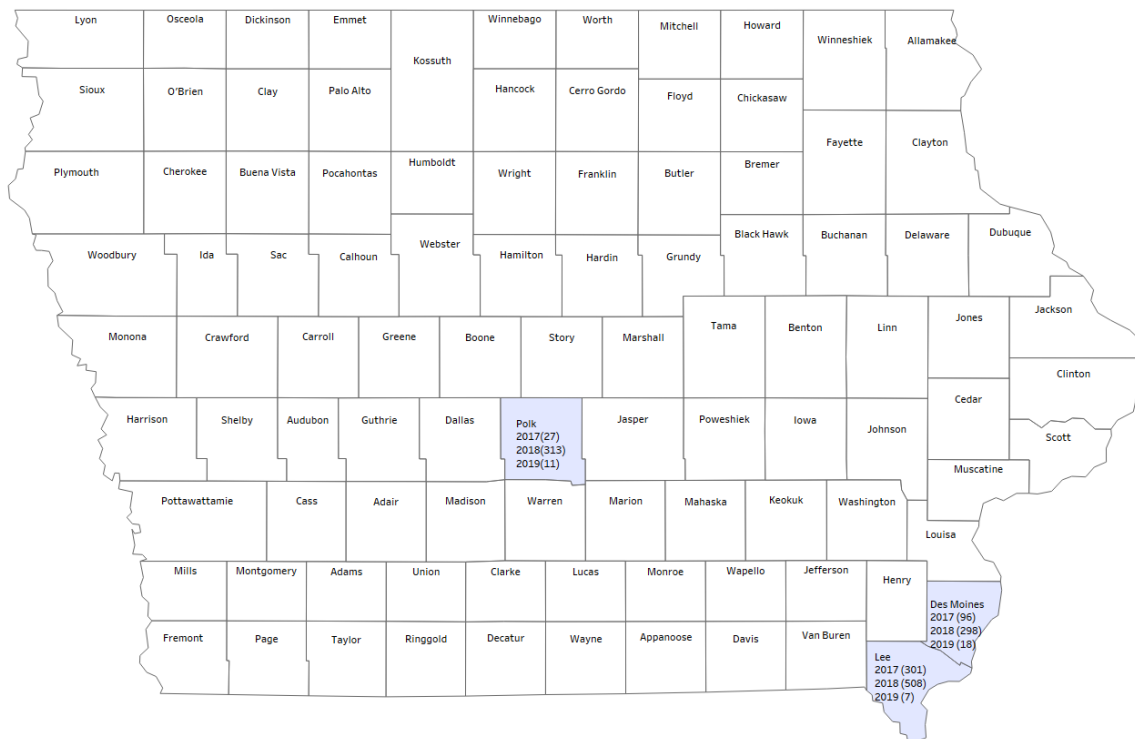 Lyon
Osceola
Dickinson
Emmet
Kossuth
Winnebago
Worth
Mitchell
Howard
Winneshiek
Allamakee
Sioux
O'Brien
Clay
Palo Alto
Hancock
Cerro Gordo
Floyd
Chickasaw
Fayette
Clayton
Plymouth
Cherokee
Buena Vista
Pocahontas
Humboldt
Wright
Franklin
Butler
Bremer
Woodbury
Ida
Sac
Calhoun
Webster
Hamilton
Hardin
Grundy
Black Hawk
Buchanan
Delaware
Dubuque
Monona
Crawford
Carroll
Greene
Boone
Story
Marshall
Tama
Benton
Linn
Jones
Jackson
Clinton
Harrison
Shelby
Audubon
Guthrie
Dallas
Polk
2017(27)
2018(313)
2019(11)
Jasper
Poweshiek
Iowa
Johnson
Cedar
Scott
Muscatine
Pottawattamie
Cass
Adair
Madison
Warren
Marion
Mahaska
Keokuk
Washington
Louisa
Mills
Montgomery
Adams
Union
Clarke
Lucas
Monroe
Wapello
Jefferson
Henry
Des Moines
2017 (96)
2018 (298)
2019 (18)
Fremont
Page
Taylor
Ringgold
Decatur
Wayne
Appanoose
Davis
Van Buren
Lee
2017 (301)
2018 (508)
2019 (7)